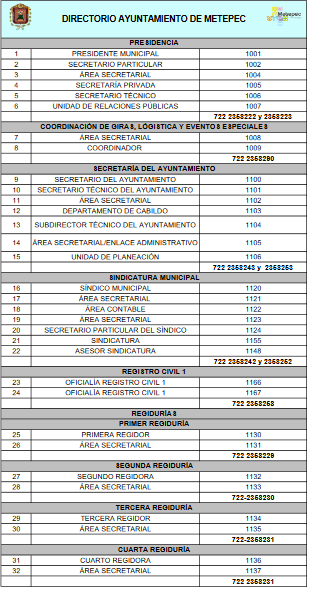 DIRECTORIO AYUNTAMIENTO DE METEPEC
Metepec
PRESIDENCIA
1 PRESIDENTE MUNICIPAL 1001
2 SECRETARIO PARTICULAR 1002
3 ÁREA SECRETARIAL 1004
4 SECRETARÍA PRIVADA 1005
5 SECRETARIO TÉCNICO 1006
6 UNIDAD DE RELACIONES PÚBLICAS 1007
722 2358222 y 2358223
COORDINACIÓN DE GIRAS, LÓGISTICA Y EVENTOS ESPECIALES
7 ÁREA SECRETARIAL 1008
8 COORDINADOR 1009
722 2358290
SECRETARÍA DEL AYUNTAMIENTO
9 SECRETARIO DEL AYUNTAMIENTO 1100
10 SECRETARIO TÉCNICO DEL AYUNTAMIENTO 1101
11 ÁREA SECRETARIAL 1102
12 DEPARTAMENTO DE CABILDO 1103
13 SUBDIRECTOR TÉCNICO DEL AYUNTAMIENTO 1104
14 ÁREA SECRETARIAL/ENLACE ADMINISTRATIVO 1105
15 UNIDAD DE PLANEACIÓN 1106
722 2358243 y 2358253
SINDICATURA MUNICIPAL
16 SÍNDICO MUNICIPAL 1120
17 ÁREA SECRETARIAL 1121
18 ÁREA CONTABLE 1122
19 ÁREA SECRETARIAL 1123
20 SECRETARIO PARTICULAR DEL SÍNDICO 1124
21 SINDICATURA 1155
22 ASESOR SINDICATURA 1148
722 2358242 y 2358252
REGISTRO CIVIL 1
23 OFICIALÍA REGISTRO CIVIL 1 1166
24 OFICIALÍA REGISTRO CIVIL 1 1167
722 2358258
REGIDURÍAS
PRIMER REGIDURÍA
25 PRIMERA REGIDOR 1130
26 ÁREA SECRETARIAL 1131
722 2358229
SEGUNDA REGIDURÍA
27 SEGUNDO REGIDORA 1132
28 ÁREA SECRETARIAL 1133
722-2358230
TERCERA REGIDURÍA
29 TERCERA REGIDOR 1134
30 ÁREA SECRETARIAL 1135
722-2358231
CUARTA REGIDURÍA
31 CUARTO REGIDORA 1136
32 ÁREA SECRETARIAL 1137
722 2358231